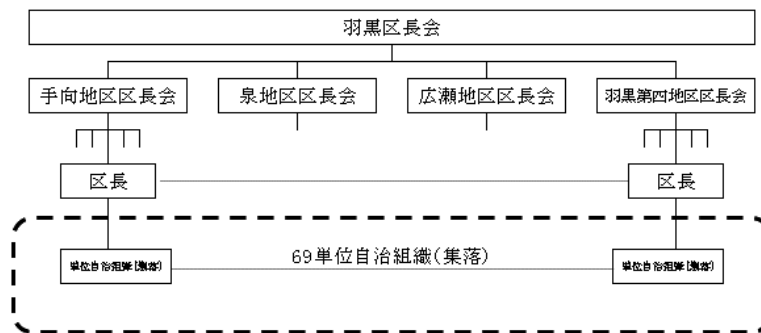 羽黒区長会
手向地区区長会
泉地区区長会
広瀬地区区長会
羽黒第四地区区長会
区長
区長
69単位自治組織(集落)
単位自治組織(集落)
単位自治組織(集落)